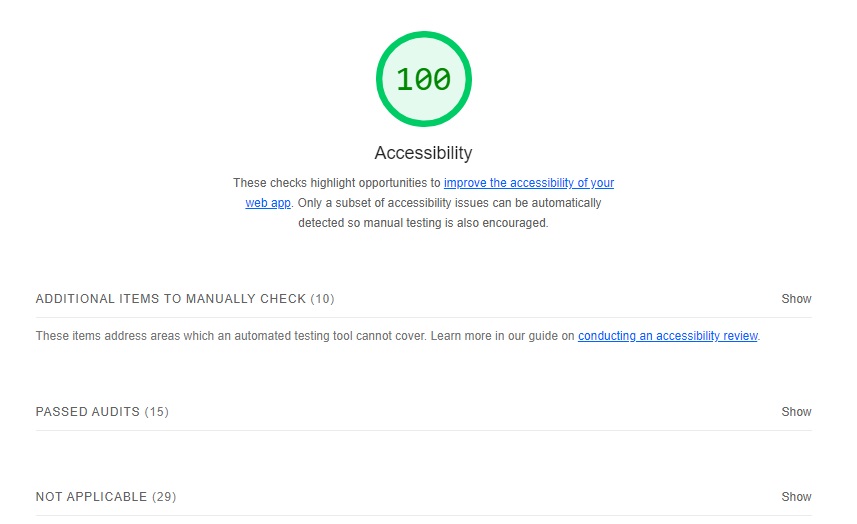 100
Accessibility
These checks highlight opportunities to improve the accessibility of your
web app. Only a subset of accessibility issues can be automatically
detected so manual testing is also encouraged.
ADDITIONAL ITEMS TO MANUALLY CHECK (10) Show
These items address areas which an automated testing tool cannot cover. Learn more in our guide on conducting an accessibility review.
PASSED AUDITS (15) Show
NOT APPLICABLE (29) Show